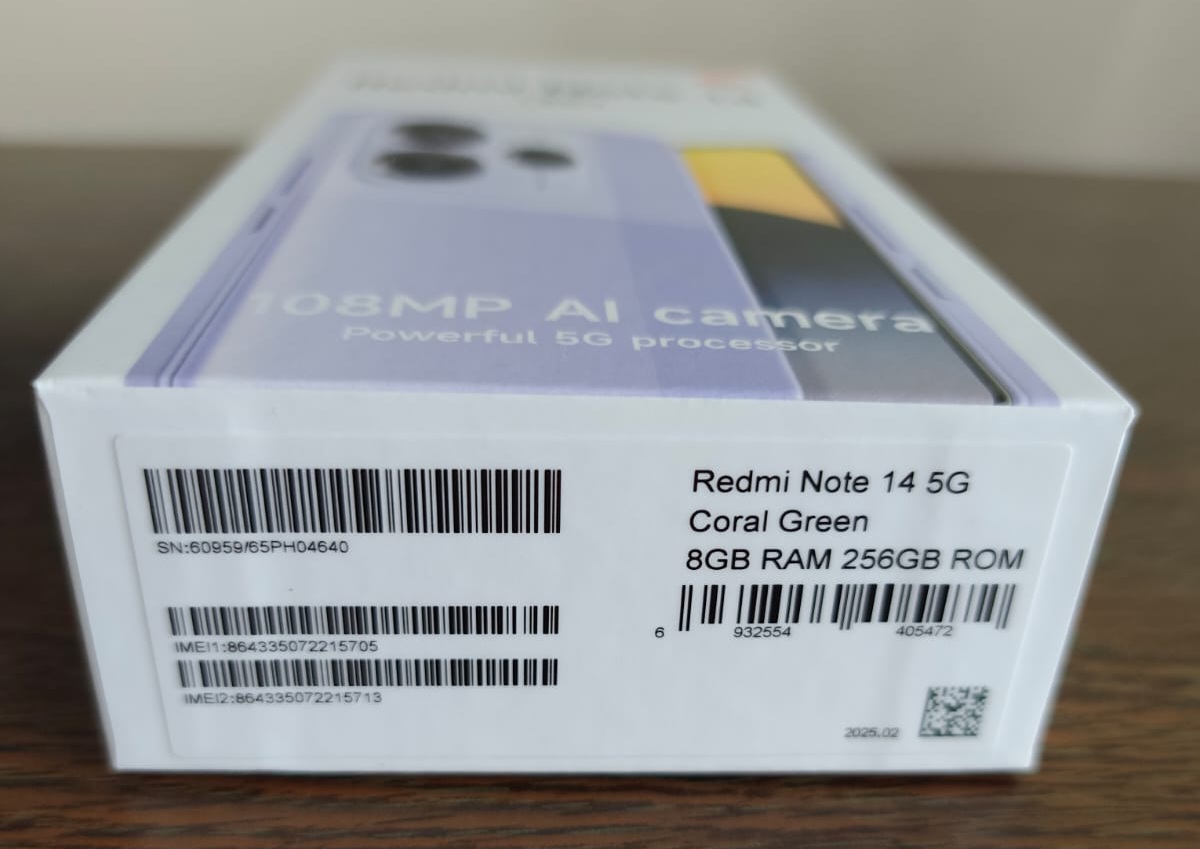 108MP AI camera
Powerful 5G processor
SN:60959/65PH04640
IMEI1:864335072215705
IMEI2:864335072215713
Redmi Note 14 5G
Coral Green
8GB RAM 256GB ROM
6 932554 405472
2025.02